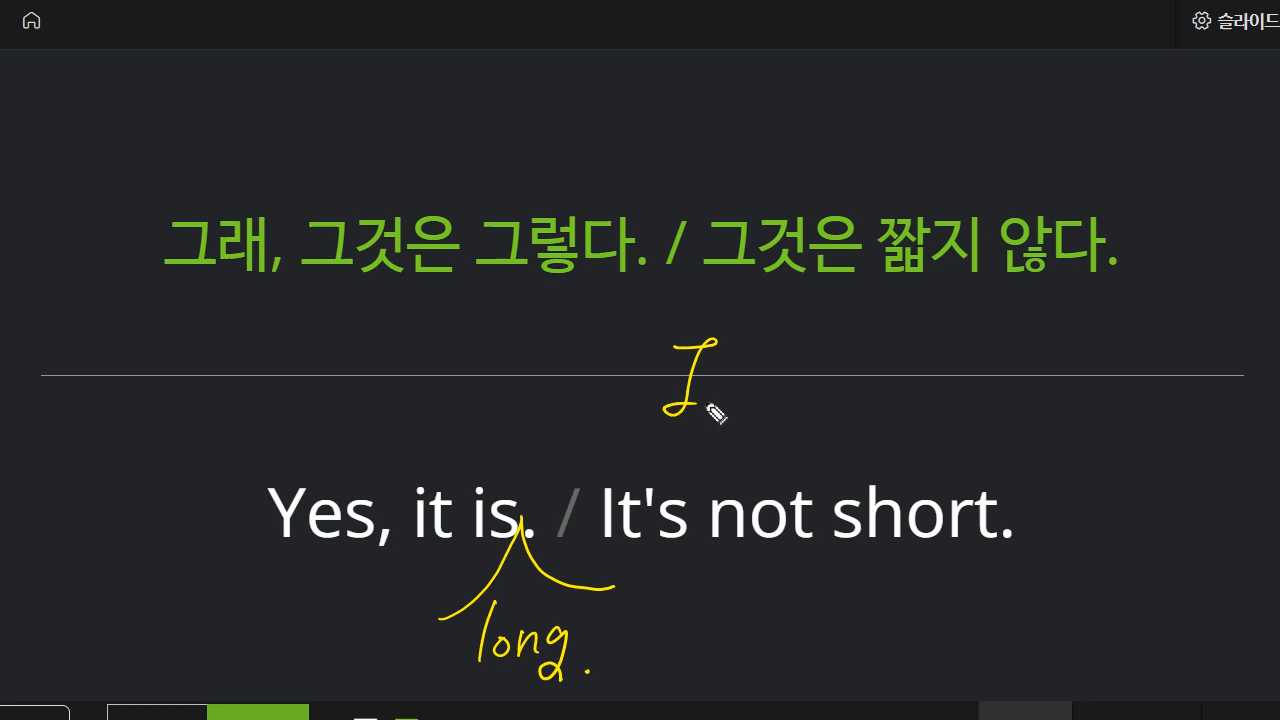 슬라이드
그래, 그것은 그렇다. / 그것은 짧지 않다.
I
Yes, it is. / It's not short.
long.